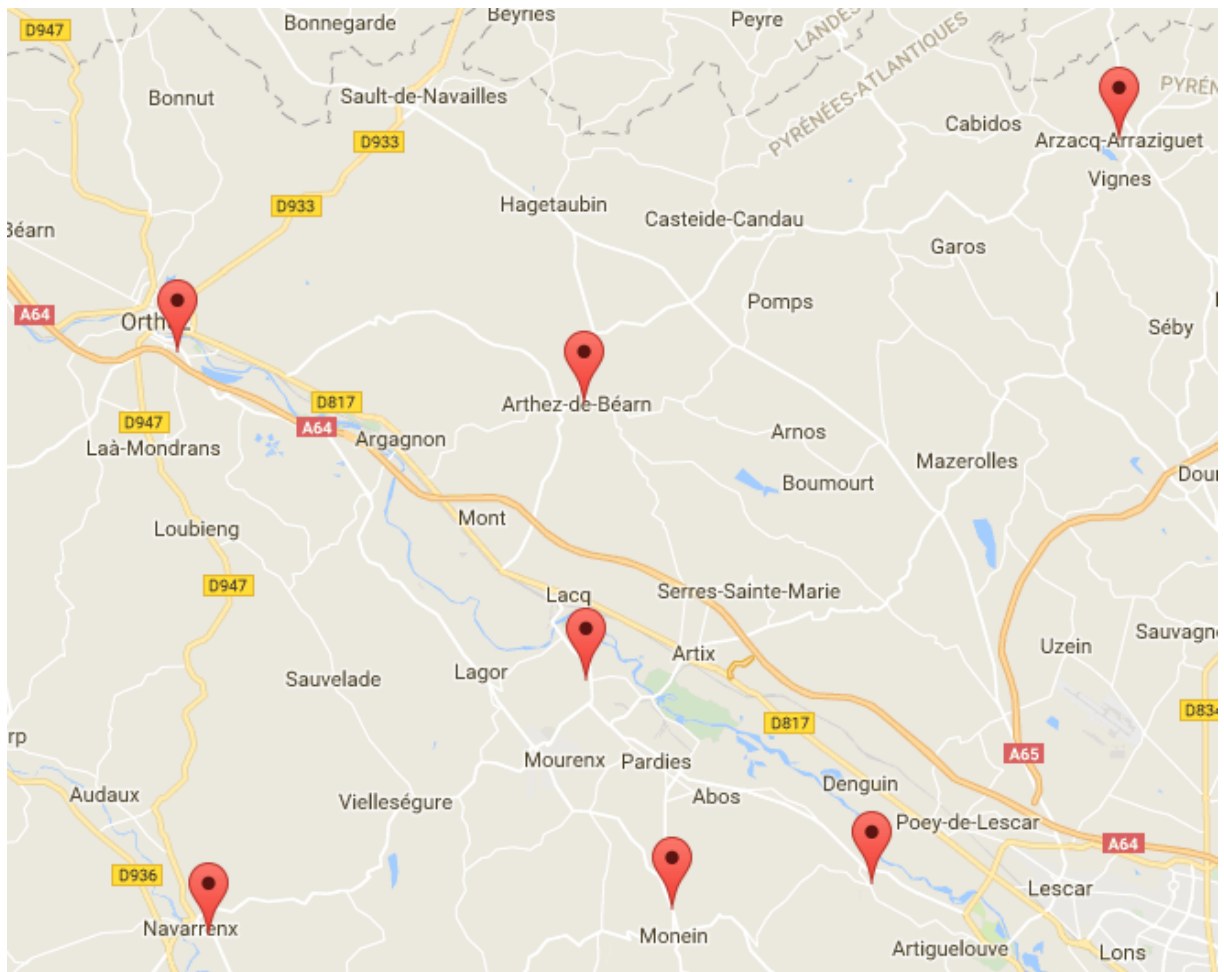 D947
Bonnegarde
Beyries
Peyre
LANDES
PYRÉNÉES-ATLANTIQUES
PYRÉN
Bonnut
Sault-de-Navailles
Cabidos
D933
Arzacq-Arraziguet
Vignes
D933
Hagetaubin
Casteide-Candau
Béarn
Garos
Pomps
A64
Orthez
Séby
Arthez-de-Béarn
D817
D947
A64
Argagnon
Arnos
Laà-Mondrans
Mazerolles
Boumourt
Dour
Mont
Loubieng
D947
Lacq
Serres-Sainte-Marie
Sauvagn
Uzein
Artix
Lagor
Sauvelade
D834
D817
rp
A65
Mourenx
Pardies
Denguin
Audaux
Vielleségure
Abos
Poey-de-Lescar
A64
D936
Lescar
Navarrenx
Monein
Artiguelouve
Lons